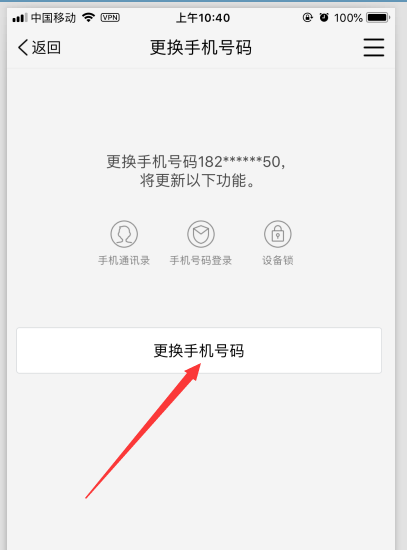 中国移动 VPN 上午10:40 100%
返回 更换手机号码
更换手机号码182******50,
将更新以下功能。
手机通讯录 手机号码登录 设备锁
更换手机号码